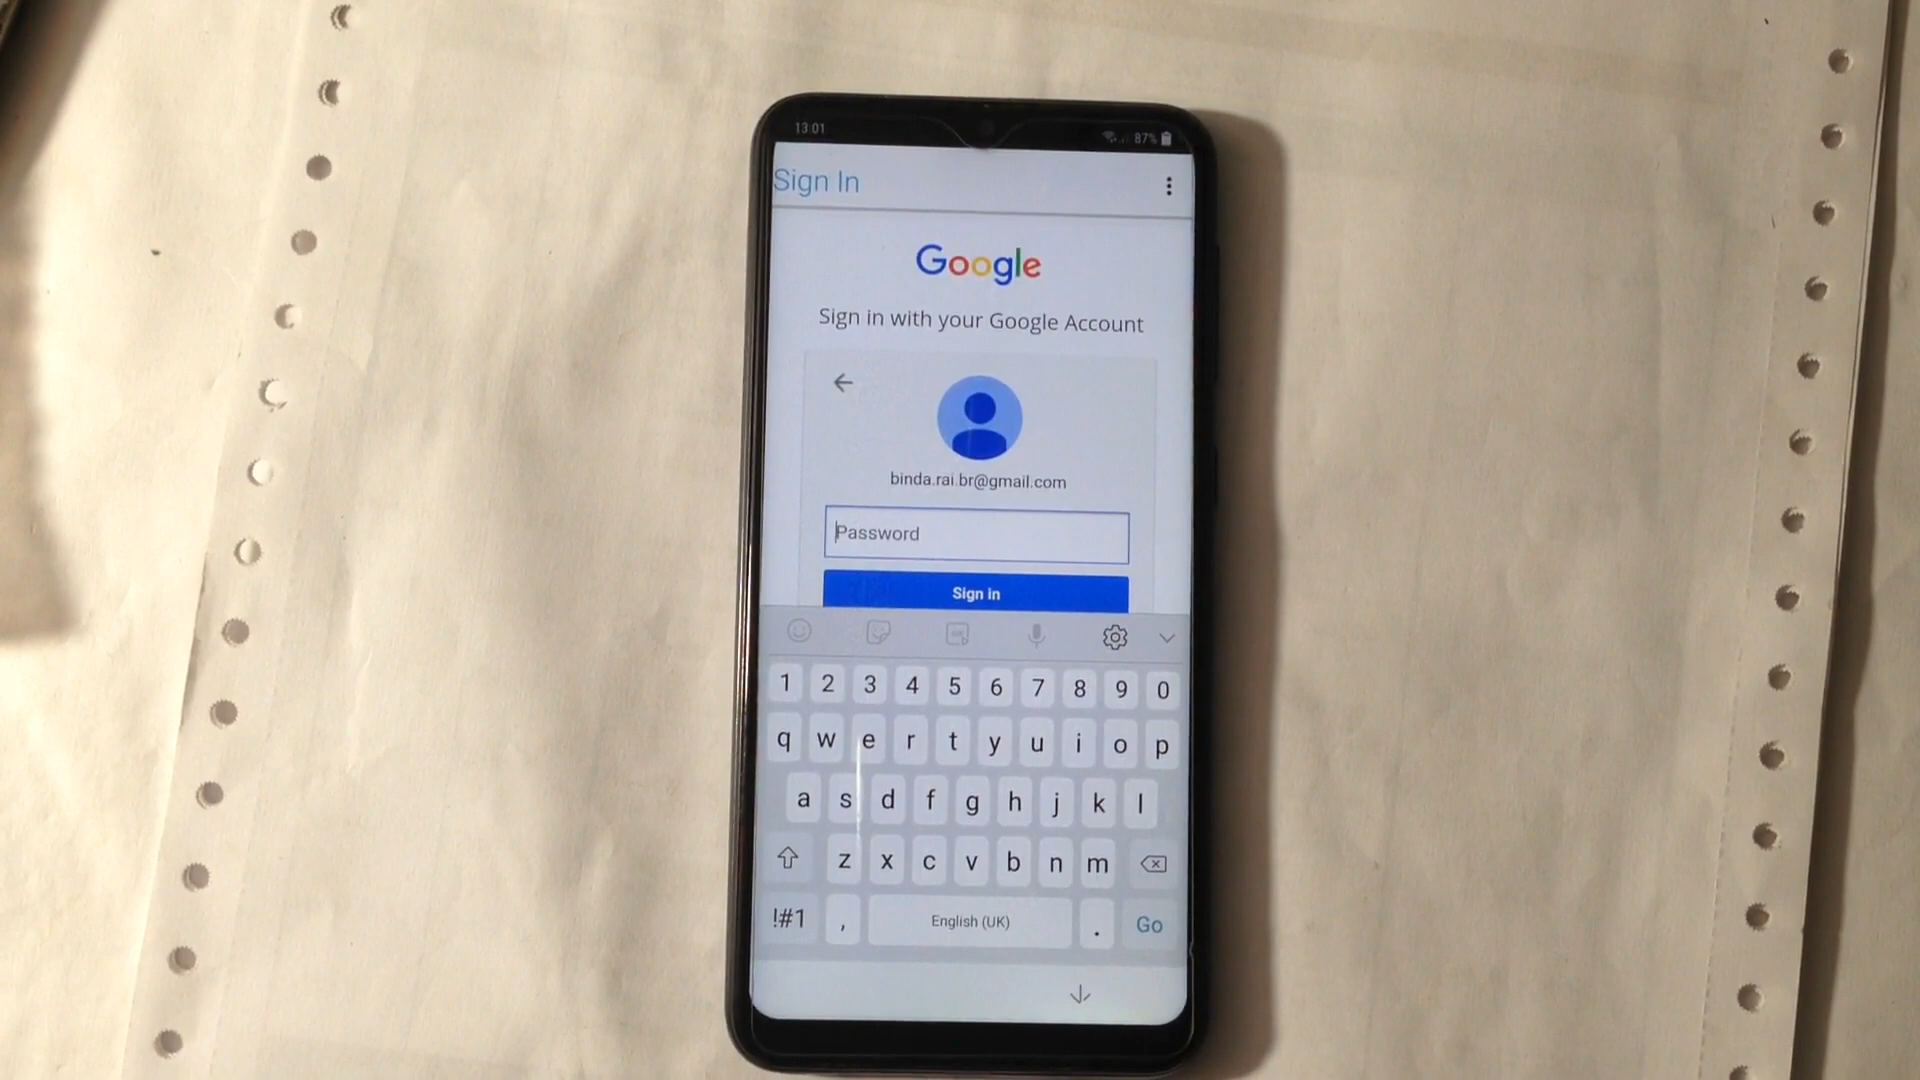 13:01
87%
Sign In
Google
Sign in with your Google Account
binda.rai.br@gmail.com
Password
Sign in
1 2 3 4 5 6 7 8 9 0
q w e r t y u i o p
a s d f g h j k l
z x c v b n m
!#1 , English (UK) . Go